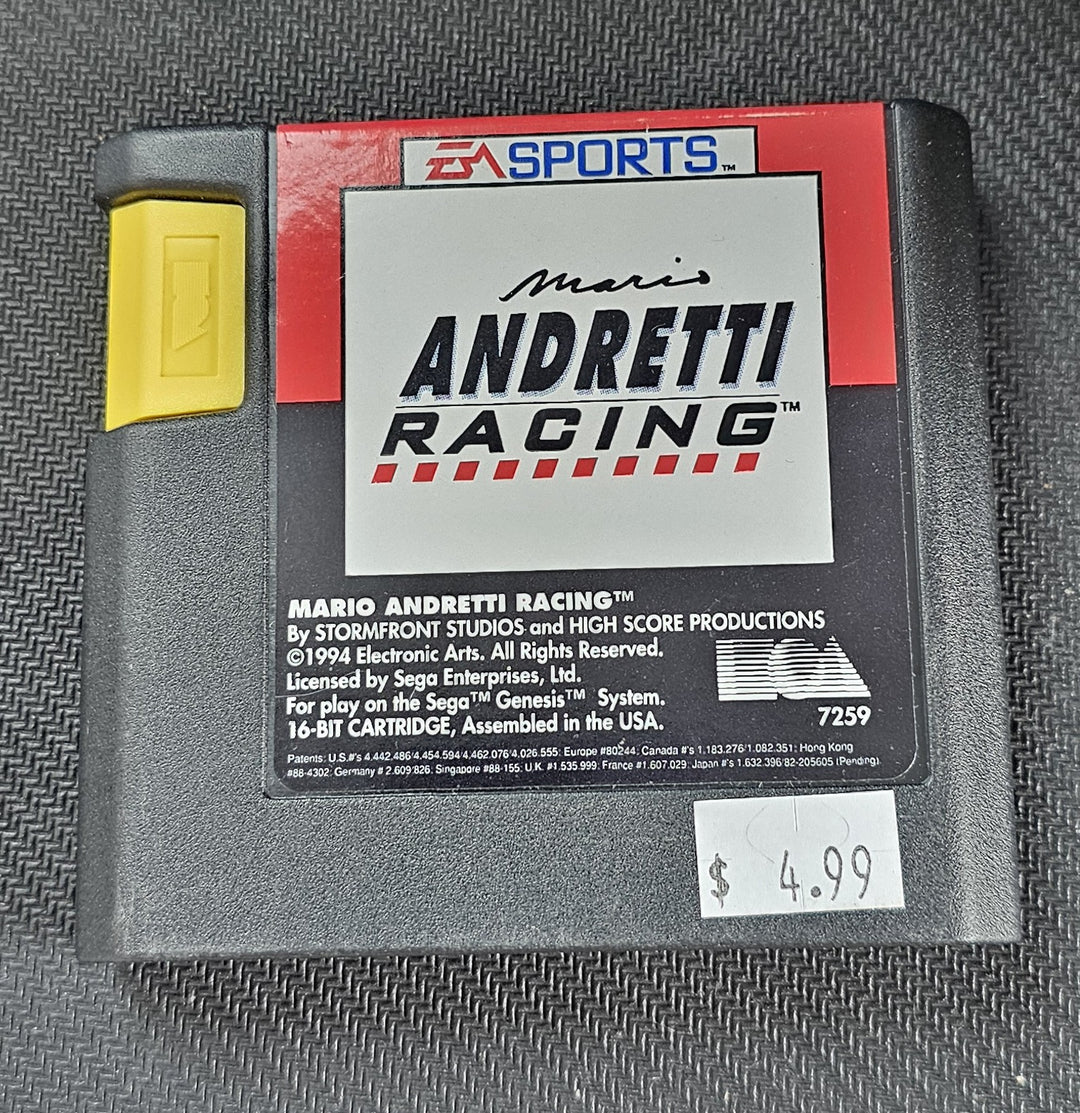 EA SPORTS™
Mario
ANDRETTI
RACING™
MARIO ANDRETTI RACING™
By STORMFRONT STUDIOS and HIGH SCORE PRODUCTIONS
©1994 Electronic Arts. All Rights Reserved.
Licensed by Sega Enterprises, Ltd.
For play on the Sega™ Genesis™ System.
16-BIT CARTRIDGE, Assembled in the USA.
EA
7259
Patents: U.S.#'s 4.442.486/4.454.594/4.462.076/4.026.555: Europe #80244: Canada #'s 1.183.276/1.082.351: Hong Kong
#88-4302: Germany # 2.609.826: Singapore #88-155: U.K. #1.535.999: France #1.607.029: Japan #'s 1.632.396/82-205605 (Pending)
$ 4.99